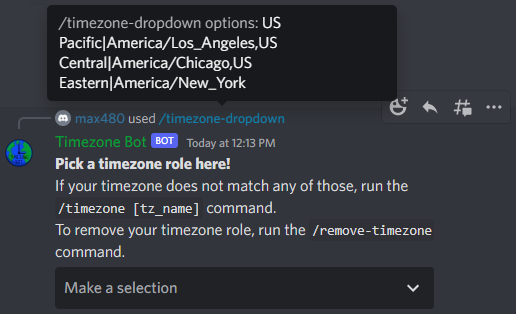 /timezone-dropdown options: US
Pacific|America/Los_Angeles,US
Central|America/Chicago,US
Eastern|America/New_York
max480 used /timezone-dropdown
Timezone Bot BOT Today at 12:13 PM
Pick a timezone role here!
If your timezone does not match any of those, run the
/timezone [tz_name] command.
To remove your timezone role, run the /remove-timezone
command.
Make a selection